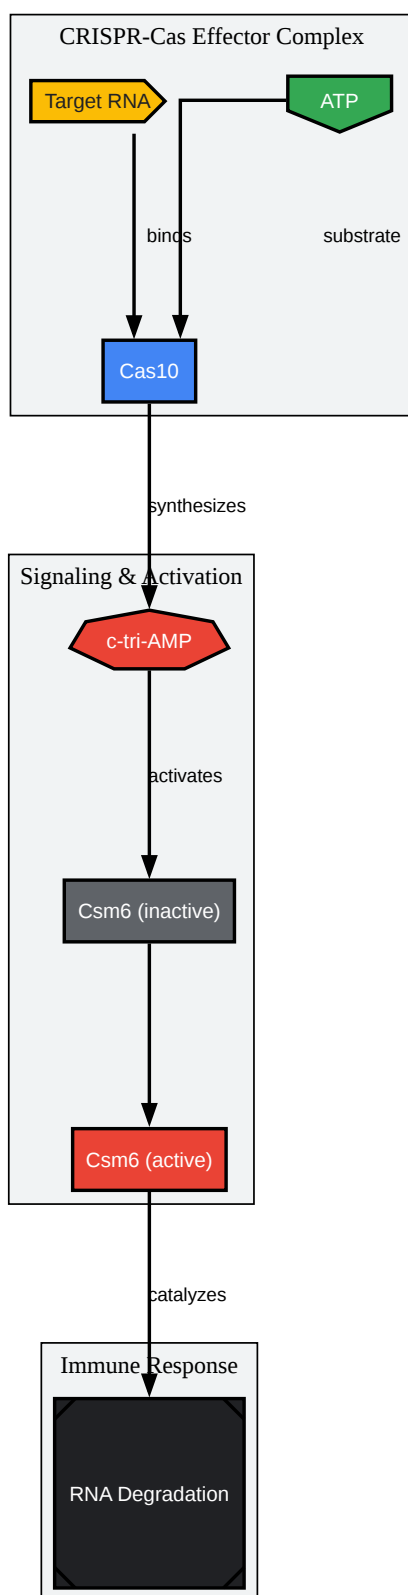 CRISPR-Cas Effector Complex
Target RNA
ATP
binds
substrate
Cas10
synthesizes
Signaling & Activation
c-tri-AMP
activates
Csm6 (inactive)
Csm6 (active)
catalyzes
Immune Response
RNA Degradation